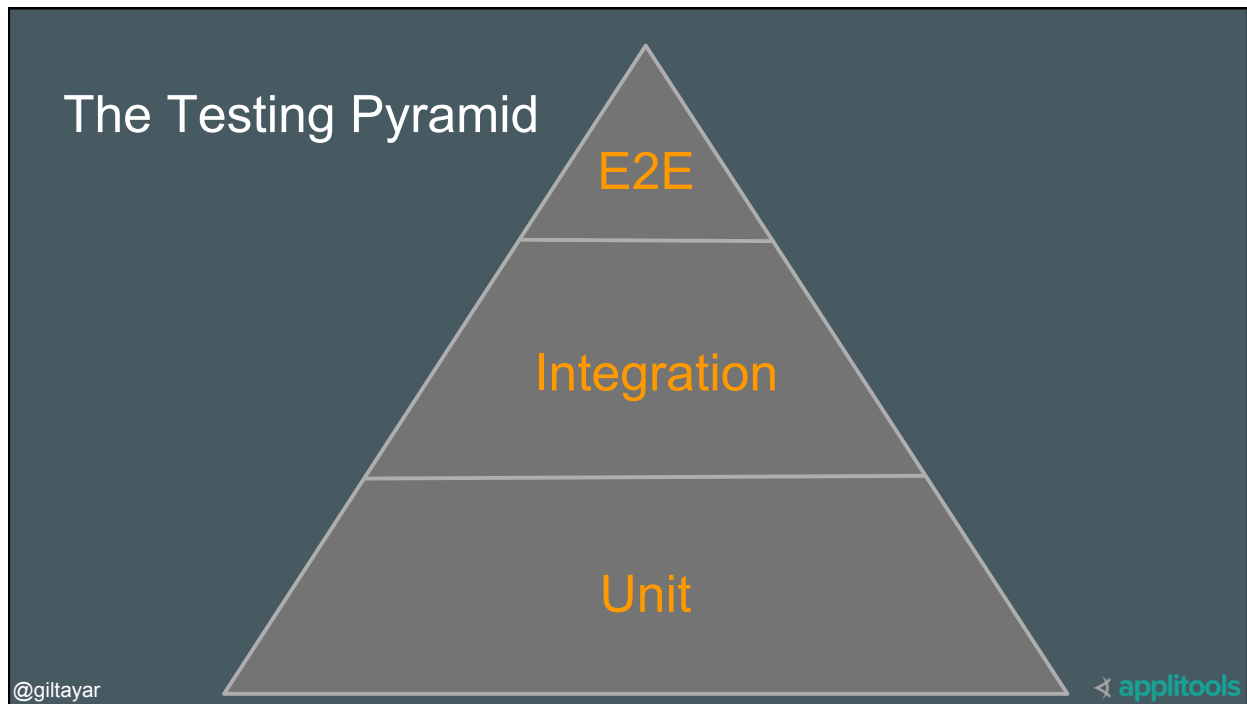 The Testing Pyramid
E2E
Integration
Unit
@giltayar
applitools